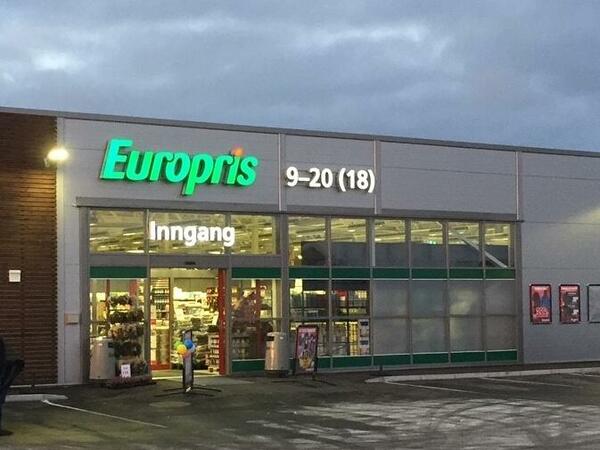 Europris
9–20 (18)
Inngang